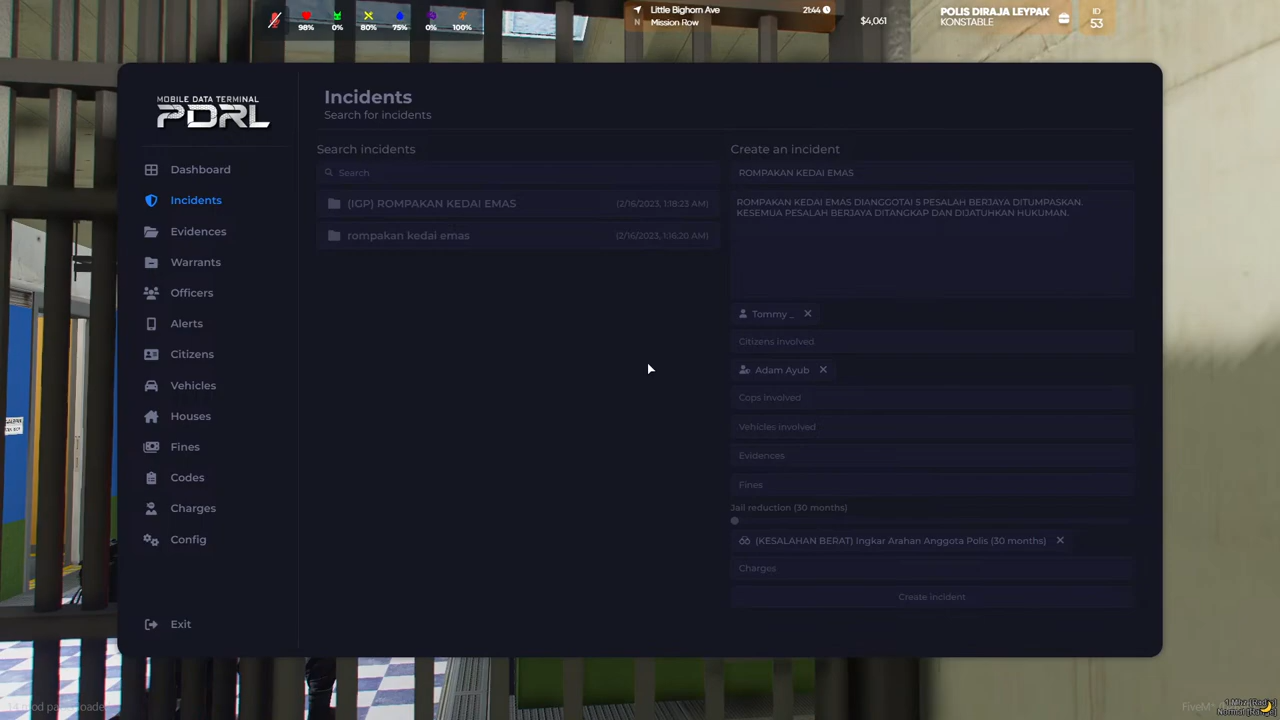 98%
0%
80%
75%
0%
100%
Little Bighorn Ave
N
Mission Row
21:44
$4,061
POLIS DIRAJA LEYPAK
KONSTABLE
ID
53
MOBILE DATA TERMINAL
PDRL
Dashboard
Incidents
Evidences
Warrants
Officers
Alerts
Citizens
Vehicles
Houses
Fines
Codes
Charges
Config
Exit
Incidents
Search for incidents
Search incidents
Search
(IGP) ROMPAKAN KEDAI EMAS (2/16/2023, 1:18:23 AM)
rompakan kedai emas (2/16/2023, 1:16:20 AM)
Create an incident
ROMPAKAN KEDAI EMAS
ROMPAKAN KEDAI EMAS DIANGGOTAI 5 PESALAH BERJAYA DITUMPASKAN.
KESEMUA PESALAH BERJAYA DITANGKAP DAN DIJATUHKAN HUKUMAN.
Tommy _
Citizens involved
Adam Ayub
Cops involved
Vehicles involved
Evidences
Fines
Jail reduction (30 months)
(KESALAHAN BERAT) Ingkar Arahan Anggota Polis (30 months)
Charges
Create incident
FiveM